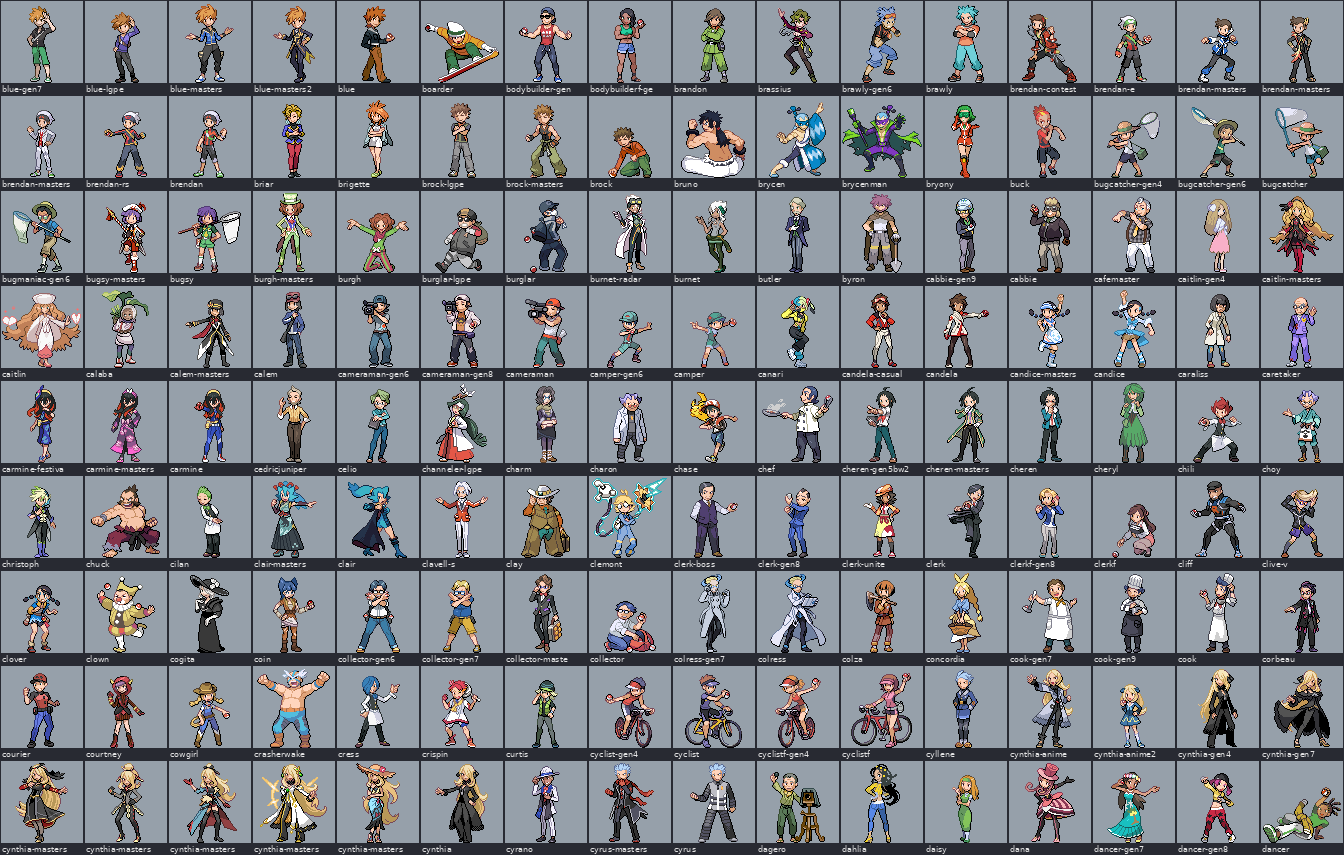 blue-gen7 blue-lgpe blue-masters blue-masters2 blue boarder bodybuilder-gen bodybuilderf-ge brandon brassius brawly-gen6 brawly brendan-contest brendan-e brendan-masters brendan-masters
brendan-masters brendan-rs brendan briar brigette brock-lgpe brock-masters brock bruno brycen brycenman bryony buck bugcatcher-gen4 bugcatcher-gen6 bugcatcher
bugmaniac-gen6 bugsy-masters bugsy burgh-masters burgh burglar-lgpe burglar burnet-radar burnet butler byron cabbie-gen9 cabbie cafemaster caitlin-gen4 caitlin-masters
caitlin calaba calem-masters calem cameraman-gen6 cameraman-gen8 cameraman camper-gen6 camper canari candela-casual candela candice-masters candice caraliss caretaker
carmine-festiva carmine-masters carmine cedricjuniper celio channeler-lgpe charm charon chase chef cheren-gen5bw2 cheren-masters cheren cheryl chili choy
christoph chuck cilan clair-masters clair clavell-s clay clemont clerk-boss clerk-gen8 clerk-unite clerk clerkf-gen8 clerkf cliff clive-v
clover clown cogita coin collector-gen6 collector-gen7 collector-maste collector colress-gen7 colress colza concordia cook-gen7 cook-gen9 cook corbeau
courier courtney cowgirl crasherwake cress crispin curtis cyclist-gen4 cyclist cyclistf-gen4 cyclistf cyllene cynthia-anime cynthia-anime2 cynthia-gen4 cynthia-gen7
cynthia-masters cynthia-masters cynthia-masters cynthia-masters cynthia-masters cynthia cyrano cyrus-masters cyrus dagero dahlia daisy dana dancer-gen7 dancer-gen8 dancer